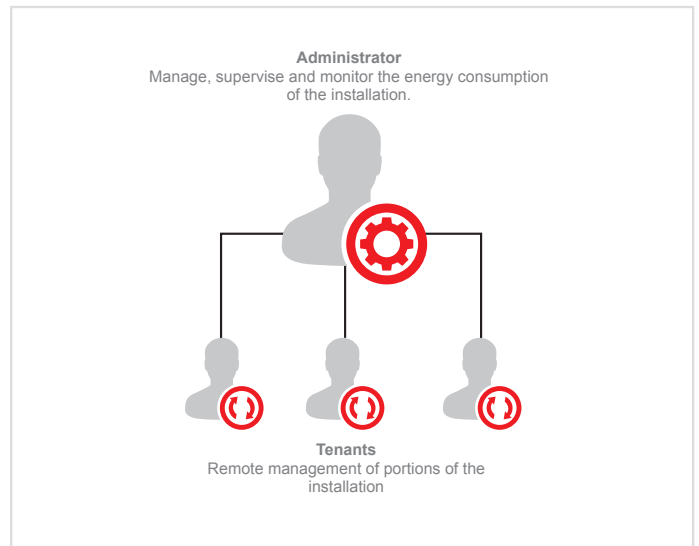 Administrator
Manage, supervise and monitor the energy consumption
of the installation.
Tenants
Remote management of portions of the
installation